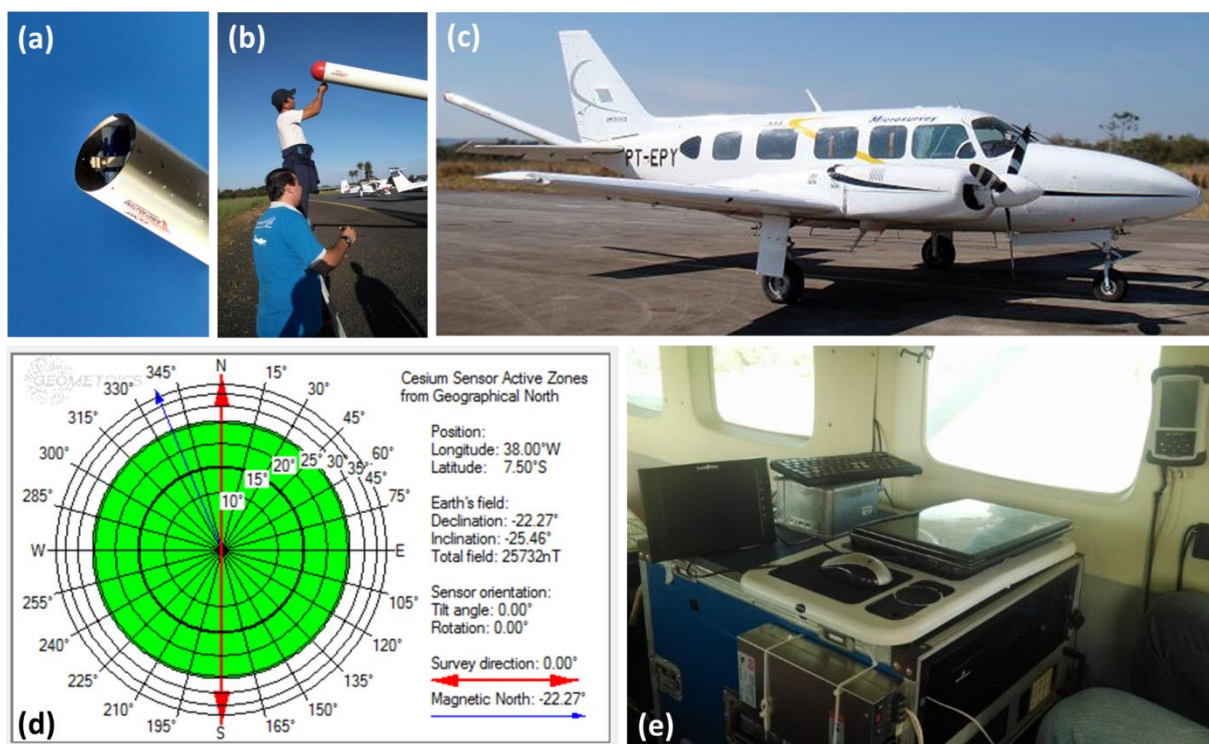 (a)
(b)
(c)
Microsurvey
PT-EPY
GEOMETRICS
Cesium Sensor Active Zones
from Geographical North
Position:
Longitude: 38.00°W
Latitude: 7.50°S
Earth's field:
Declination: -22.27°
Inclination: -25.46°
Total field: 25732nT
Sensor orientation:
Tilt angle: 0.00°
Rotation: 0.00°
Survey direction: 0.00°
Magnetic North: -22.27°
N
15°
30°
45°
60°
75°
E
105°
120°
135°
150°
165°
S
195°
210°
225°
240°
255°
W
285°
300°
315°
330°
345°
10°
15°
20°
25°
30°
35°
45°
(d)
(e)